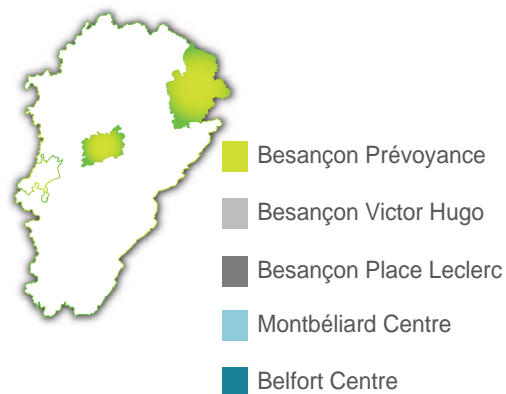 Besançon Prévoyance
Besançon Victor Hugo
Besançon Place Leclerc
Montbéliard Centre
Belfort Centre